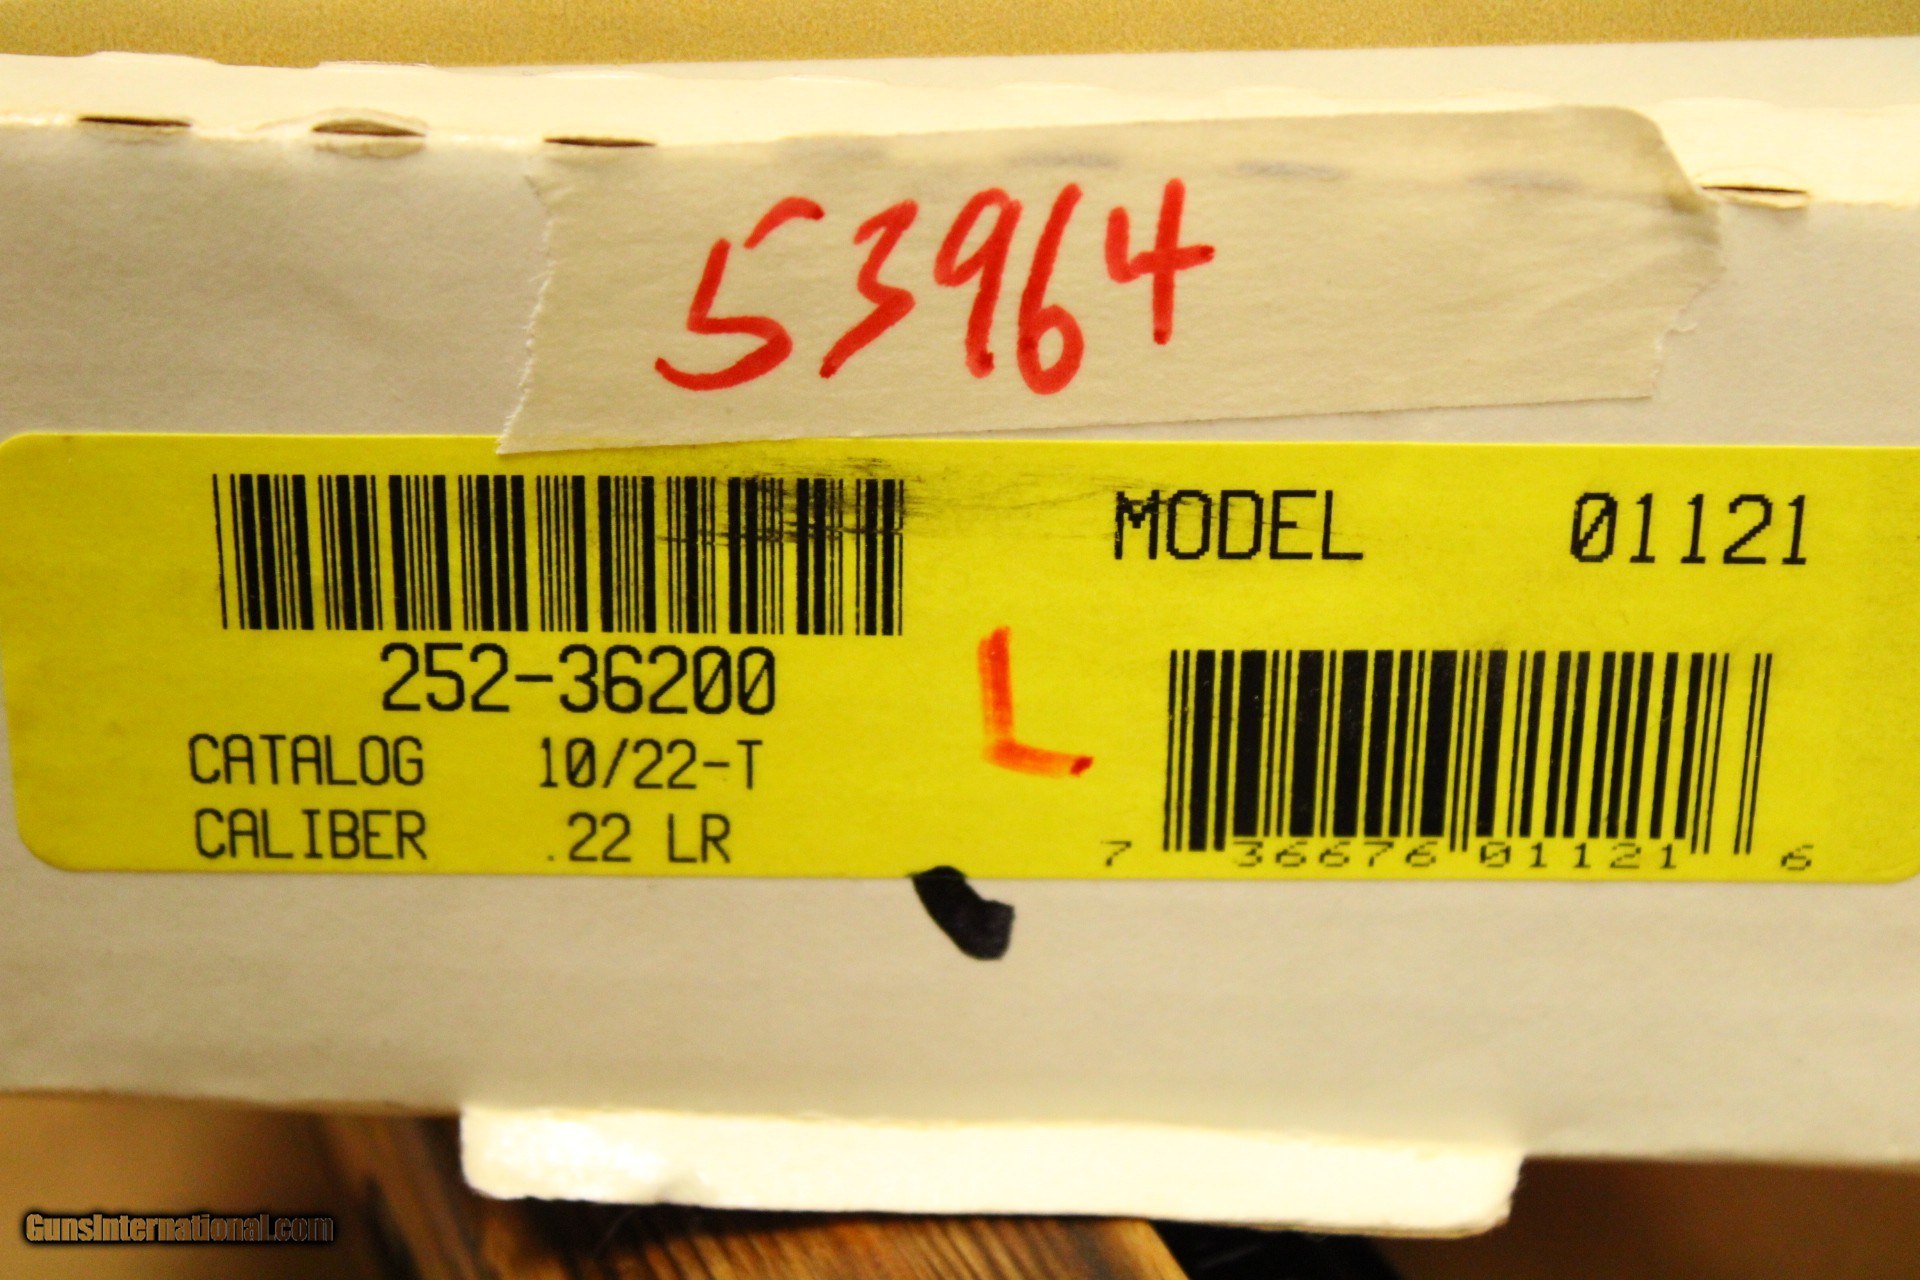 53964
MODEL 01121
252-36200
L
CATALOG 10/22-T
CALIBER .22 LR
7 36676 01121 6
GunsInternational.com